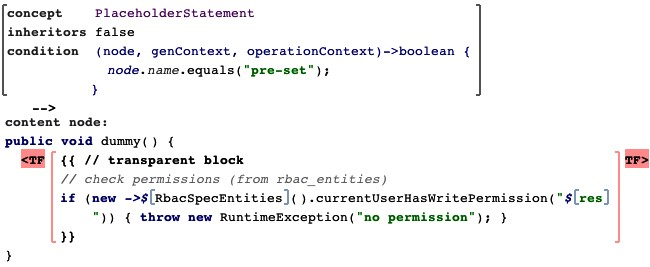 concept PlaceholderStatement
inheritors false
condition (node, genContext, operationContext)->boolean {
node.name.equals("pre-set");
}
-->
content node:
public void dummy() {
<TF {{ // transparent block TF>
// check permissions (from rbac_entities)
if (new ->$[RbacSpecEntities]().currentUserHasWritePermission("$[res]
")) { throw new RuntimeException("no permission"); }
}}
}